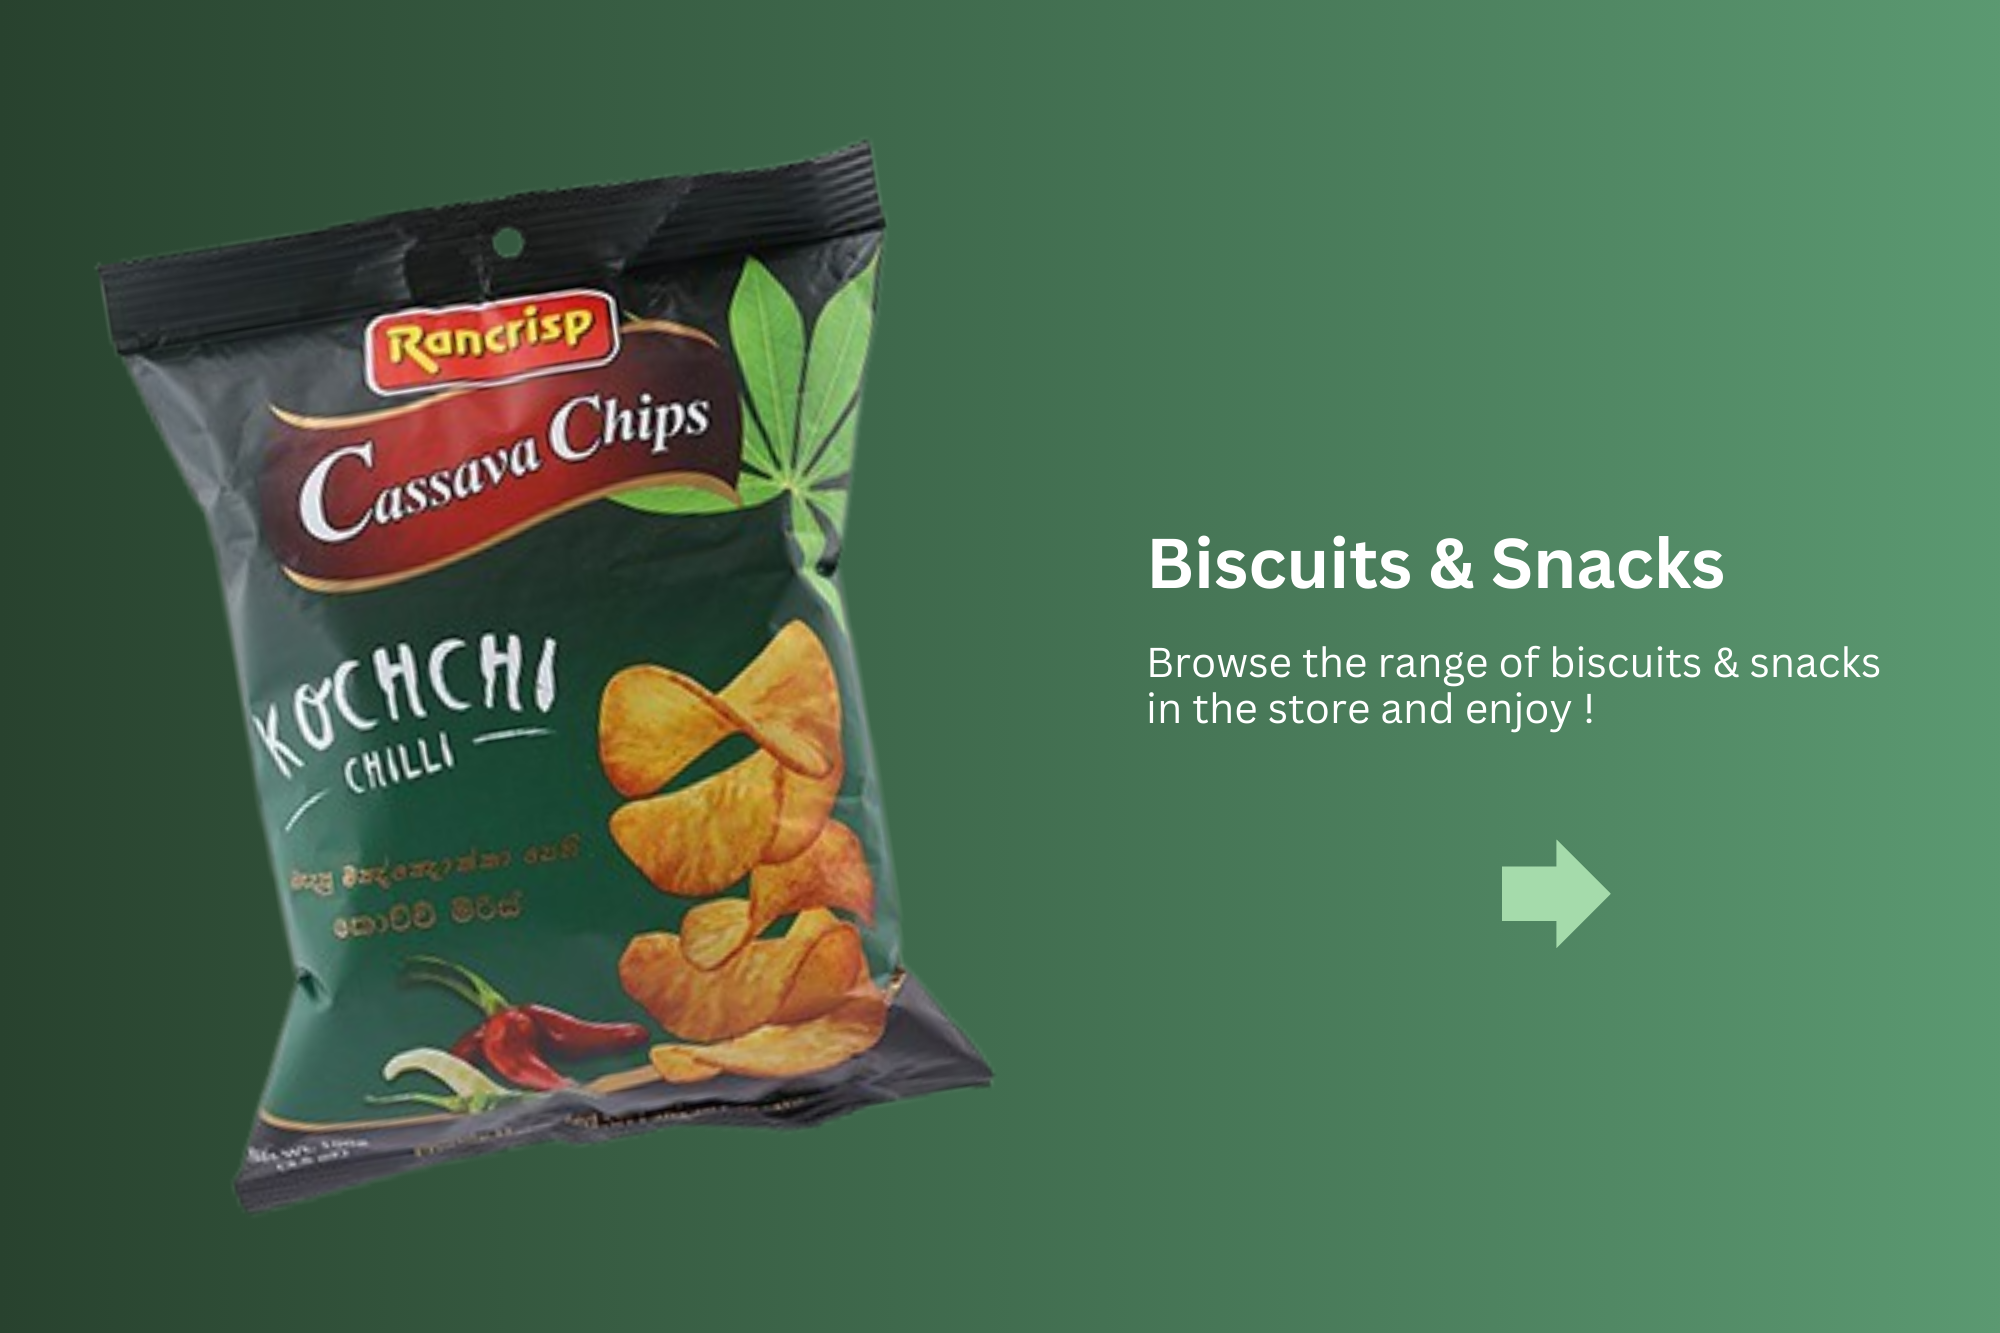 Rancrisp
Cassava Chips
KOCHCHI
CHILLI
කොච්චි මිරිස්
Biscuits & Snacks
Browse the range of biscuits & snacks
in the store and enjoy !